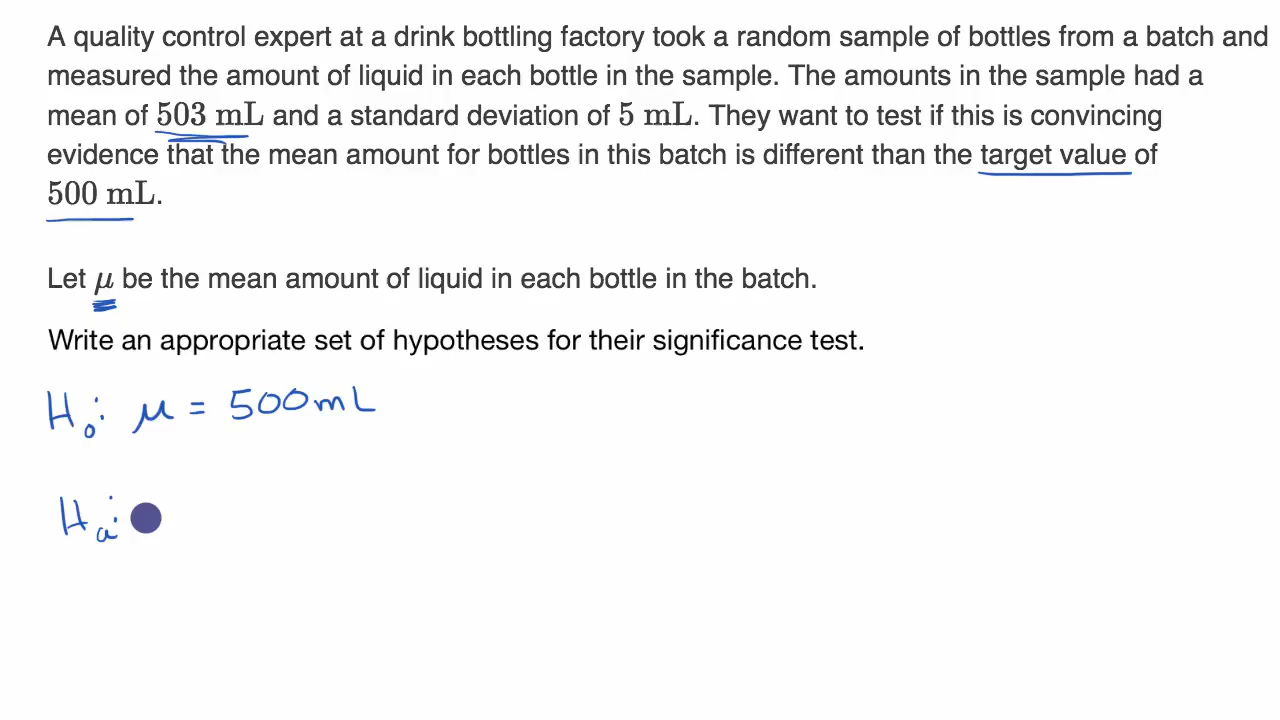 A quality control expert at a drink bottling factory took a random sample of bottles from a batch and
measured the amount of liquid in each bottle in the sample. The amounts in the sample had a
mean of 503 mL and a standard deviation of 5 mL. They want to test if this is convincing
evidence that the mean amount for bottles in this batch is different than the target value of
500 mL.
Let μ be the mean amount of liquid in each bottle in the batch.
Write an appropriate set of hypotheses for their significance test.
H₀: μ = 500mL
Hₐ: